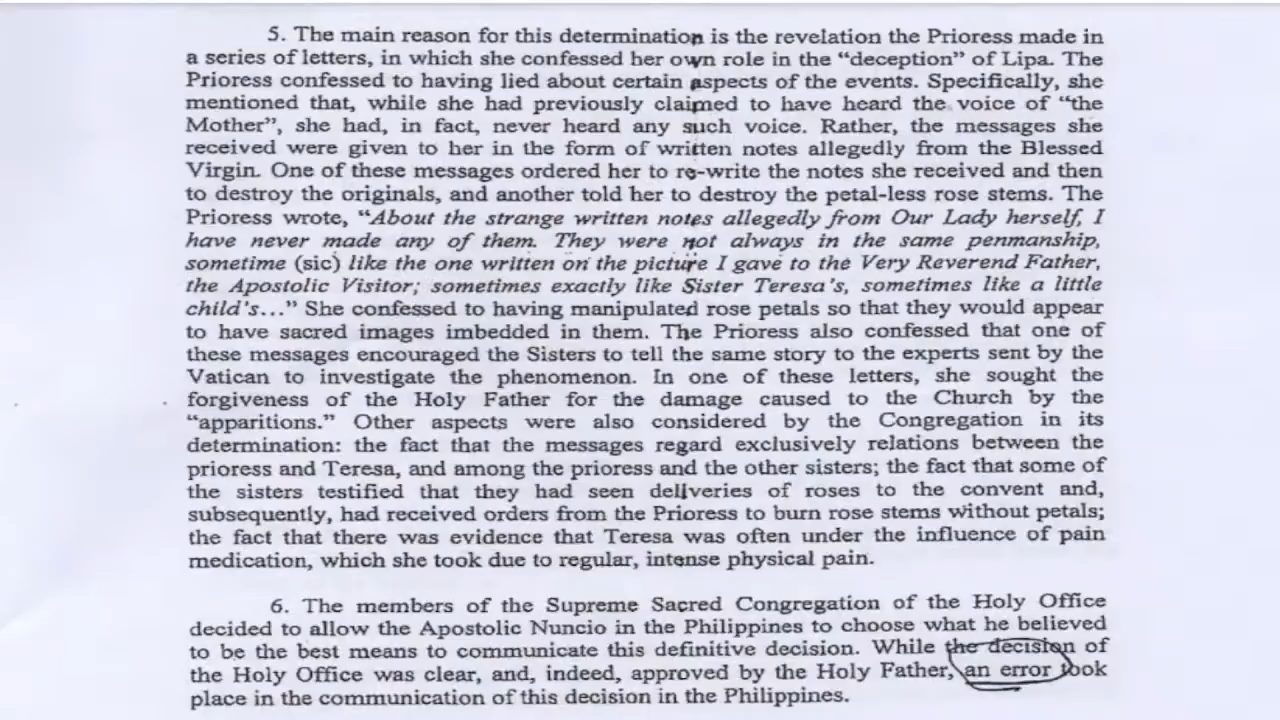 5. The main reason for this determination is the revelation the Prioress made in
a series of letters, in which she confessed her own role in the “deception” of Lipa. The
Prioress confessed to having lied about certain aspects of the events. Specifically, she
mentioned that, while she had previously claimed to have heard the voice of “the
Mother”, she had, in fact, never heard any such voice. Rather, the messages she
received were given to her in the form of written notes allegedly from the Blessed
Virgin. One of these messages ordered her to re-write the notes she received and then
to destroy the originals, and another told her to destroy the petal-less rose stems. The
Prioress wrote, “About the strange written notes allegedly from Our Lady herself, I
have never made any of them. They were not always in the same penmanship,
sometime (sic) like the one written on the picture I gave to the Very Reverend Father,
the Apostolic Visitor; sometimes exactly like Sister Teresa’s, sometimes like a little
child’s...” She confessed to having manipulated rose petals so that they would appear
to have sacred images imbedded in them. The Prioress also confessed that one of
these messages encouraged the Sisters to tell the same story to the experts sent by the
Vatican to investigate the phenomenon. In one of these letters, she sought the
forgiveness of the Holy Father for the damage caused to the Church by the
“apparitions.” Other aspects were also considered by the Congregation in its
determination: the fact that the messages regard exclusively relations between the
prioress and Teresa, and among the prioress and the other sisters; the fact that some of
the sisters testified that they had seen deliveries of roses to the convent and,
subsequently, had received orders from the Prioress to burn rose stems without petals;
the fact that there was evidence that Teresa was often under the influence of pain
medication, which she took due to regular, intense physical pain.
6. The members of the Supreme Sacred Congregation of the Holy Office
decided to allow the Apostolic Nuncio in the Philippines to choose what he believed
to be the best means to communicate this definitive decision. While the decision of
the Holy Office was clear, and, indeed, approved by the Holy Father, an error took
place in the communication of this decision in the Philippines.